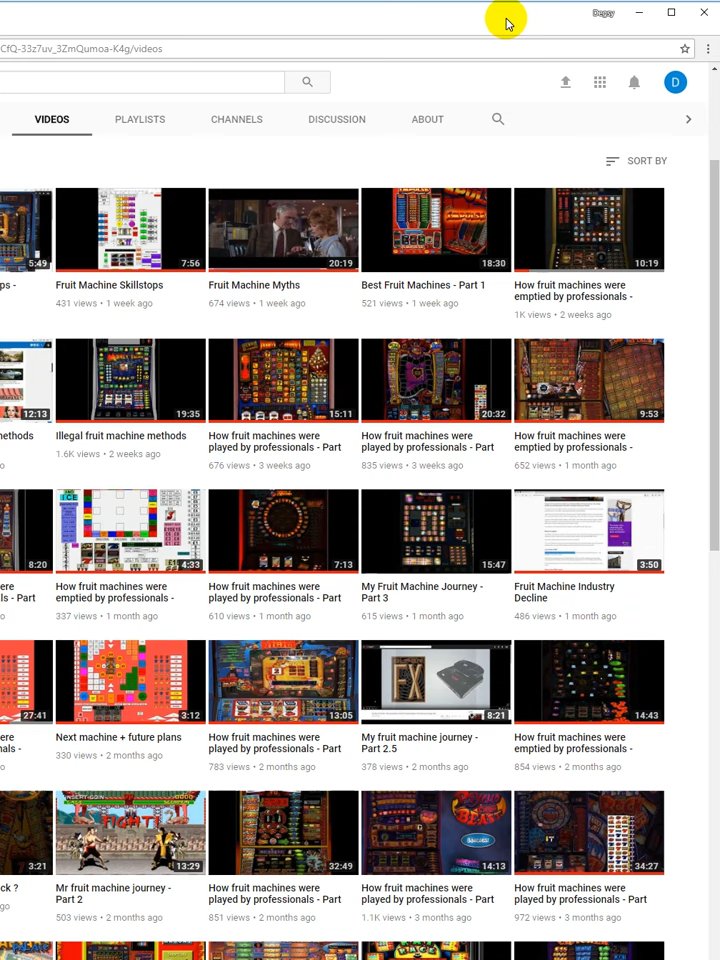 Degsy
CfQ-33z7uv_3ZmQumoa-K4g/videos
D
VIDEOS
PLAYLISTS
CHANNELS
DISCUSSION
ABOUT
SORT BY
5:49
7:56
20:19
18:30
10:19
ps -
Fruit Machine Skillstops
431 views • 1 week ago
Fruit Machine Myths
674 views • 1 week ago
Best Fruit Machines - Part 1
521 views • 1 week ago
How fruit machines were
emptied by professionals -
1K views • 2 weeks ago
12:13
19:35
15:11
20:32
9:53
methods
o
Illegal fruit machine methods
1.6K views • 2 weeks ago
How fruit machines were
played by professionals - Part
676 views • 3 weeks ago
How fruit machines were
played by professionals - Part
835 views • 3 weeks ago
How fruit machines were
emptied by professionals -
652 views • 1 month ago
8:20
4:33
7:13
15:47
3:50
ere
ls - Part
o
How fruit machines were
emptied by professionals -
337 views • 1 month ago
How fruit machines were
played by professionals - Part
610 views • 1 month ago
My Fruit Machine Journey -
Part 3
615 views • 1 month ago
Fruit Machine Industry
Decline
486 views • 1 month ago
27:41
3:12
13:05
EX
8:21
14:43
ere
nals -
o
Next machine + future plans
330 views • 2 months ago
How fruit machines were
played by professionals - Part
783 views • 2 months ago
My fruit machine journey -
Part 2.5
378 views • 2 months ago
How fruit machines were
emptied by professionals -
854 views • 2 months ago
INSERT COIN
FIGHT!
3:21
13:29
32:49
14:13
34:27
ck ?
ago
Mr fruit machine journey -
Part 2
503 views • 2 months ago
How fruit machines were
played by professionals - Part
851 views • 2 months ago
How fruit machines were
played by professionals - Part
1.1K views • 3 months ago
How fruit machines were
played by professionals - Part
972 views • 3 months ago